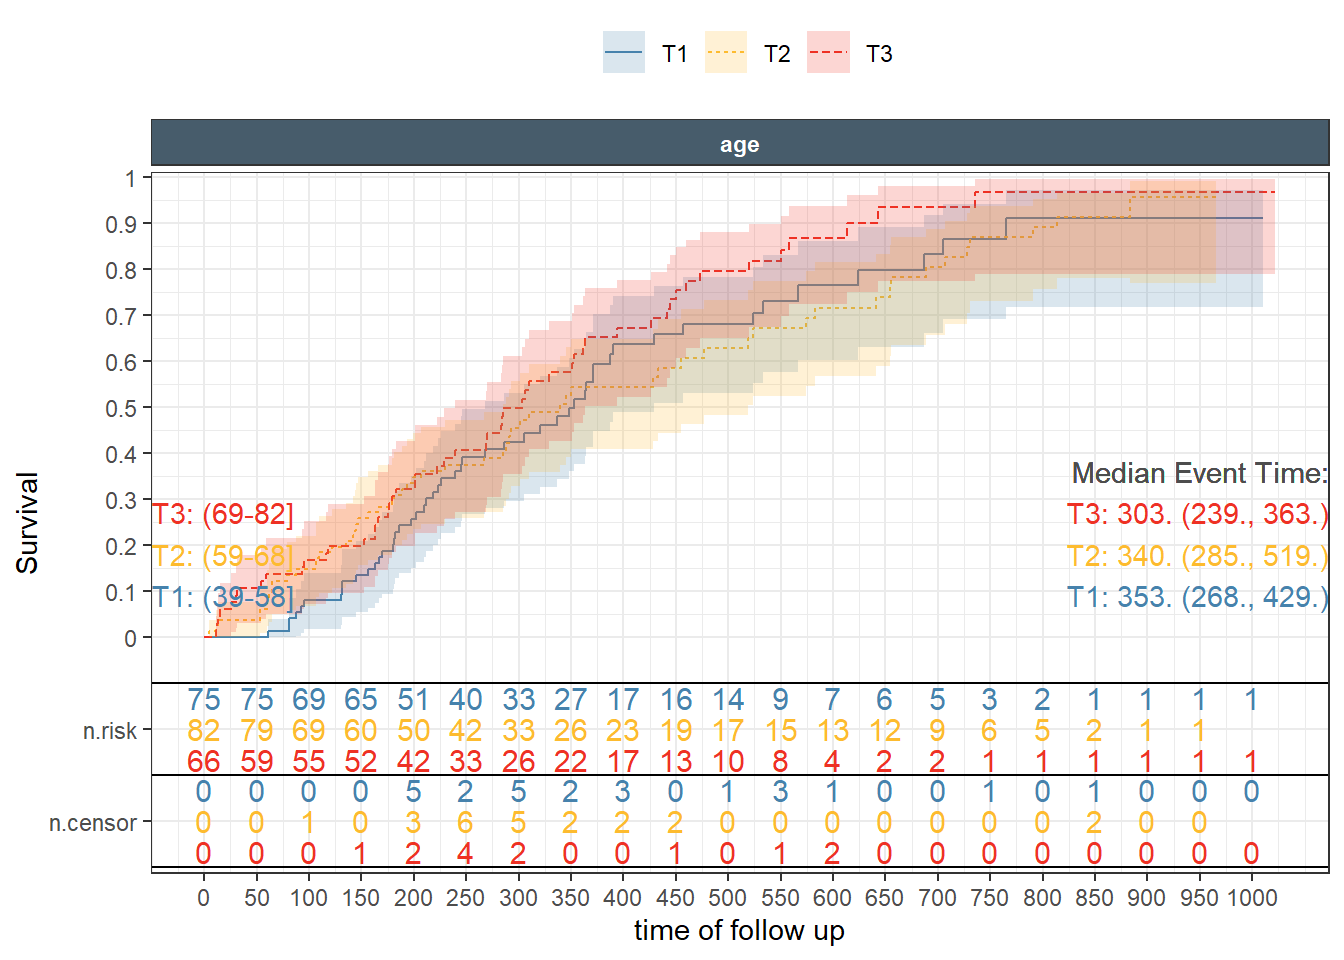 T1 T2 T3
age
1
0.9
0.8
0.7
0.6
0.5
0.4
0.3
0.2
0.1
0
Survival
Median Event Time:
T3: (69-82] T3: 303. (239., 363.)
T2: (59-68] T2: 340. (285., 519.)
T1: (39-58] T1: 353. (268., 429.)
75 75 69 65 51 40 33 27 17 16 14 9 7 6 5 3 2 1 1 1 1
n.risk 82 79 69 60 50 42 33 26 23 19 17 15 13 12 9 6 5 2 1 1
66 59 55 52 42 33 26 22 17 13 10 8 4 2 2 1 1 1 1 1 1
0 0 0 0 5 2 5 2 3 0 1 3 1 0 0 1 0 1 0 0 0
n.censor 0 0 1 0 3 6 5 2 2 2 0 0 0 0 0 0 0 2 0 0
0 0 0 1 2 4 2 0 0 1 0 1 2 0 0 0 0 0 0 0 0
0 50 100 150 200 250 300 350 400 450 500 550 600 650 700 750 800 850 900 950 1000
time of follow up